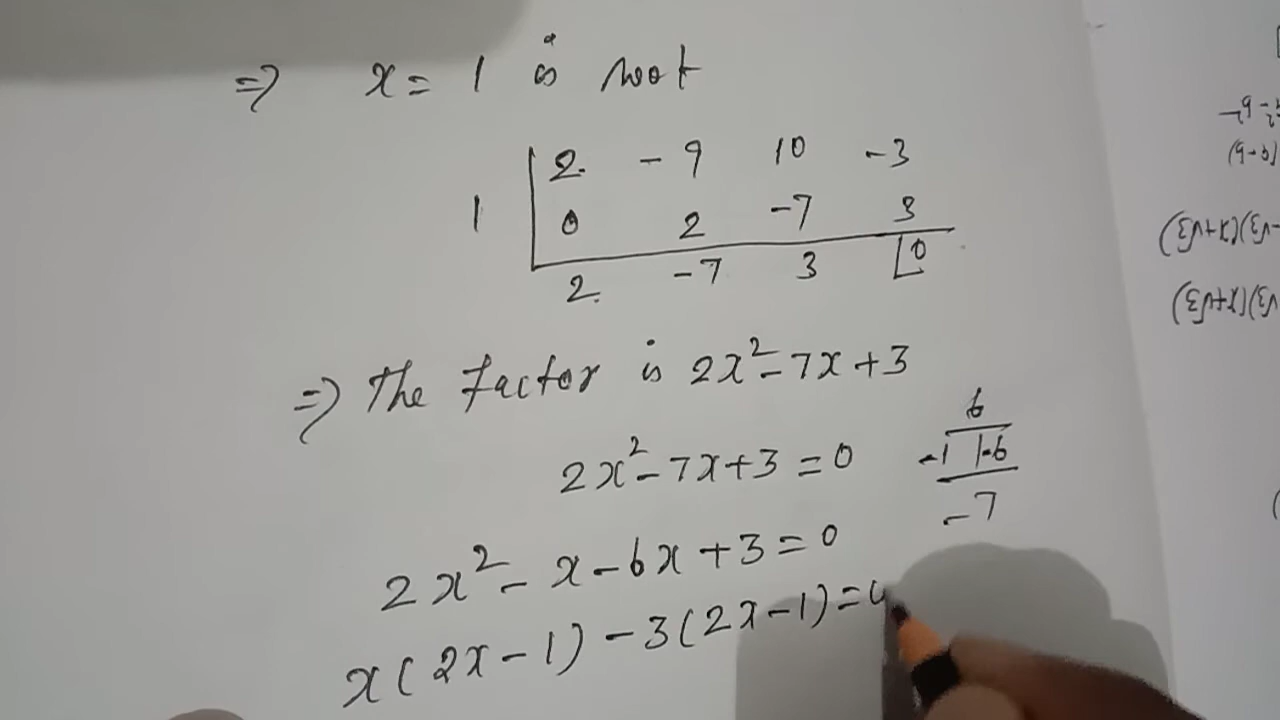 ⇒ x = 1 is root
2 -9 10 -3
1 0 2 -7 3
2 -7 3 0
⇒ The factor is 2x²-7x+3
6
2x²-7x+3=0 -1 -6
-7
2x²-x-6x+3=0
x(2x-1)-3(2x-1)=